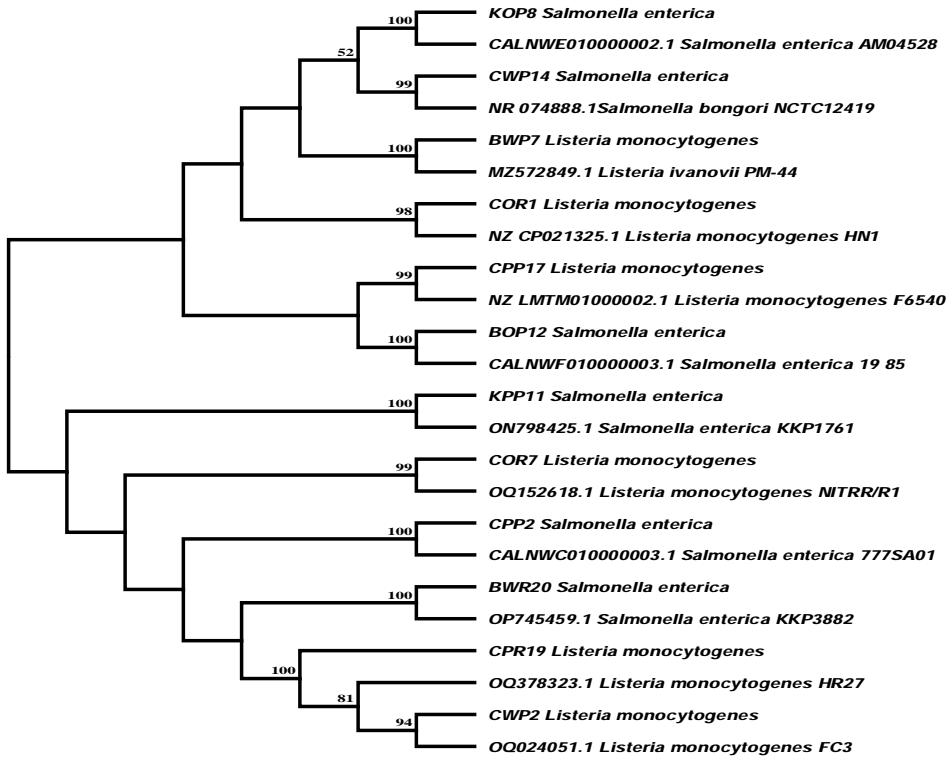 KOP8 Salmonella enterica
100
CALNWE010000002.1 Salmonella enterica AM04528
52
CWP14 Salmonella enterica
99
NR 074888.1Salmonella bongori NCTC12419
BWP7 Listeria monocytogenes
100
MZ572849.1 Listeria ivanovii PM-44
COR1 Listeria monocytogenes
98
NZ CP021325.1 Listeria monocytogenes HN1
CPP17 Listeria monocytogenes
99
NZ LMTM01000002.1 Listeria monocytogenes F6540
BOP12 Salmonella enterica
100
CALNWF010000003.1 Salmonella enterica 19 85
KPP11 Salmonella enterica
100
ON798425.1 Salmonella enterica KKP1761
COR7 Listeria monocytogenes
99
OQ152618.1 Listeria monocytogenes NITRR/R1
CPP2 Salmonella enterica
100
CALNWC010000003.1 Salmonella enterica 777SA01
BWR20 Salmonella enterica
100
OP745459.1 Salmonella enterica KKP3882
CPR19 Listeria monocytogenes
100
OQ378323.1 Listeria monocytogenes HR27
81
CWP2 Listeria monocytogenes
94
OQ024051.1 Listeria monocytogenes FC3